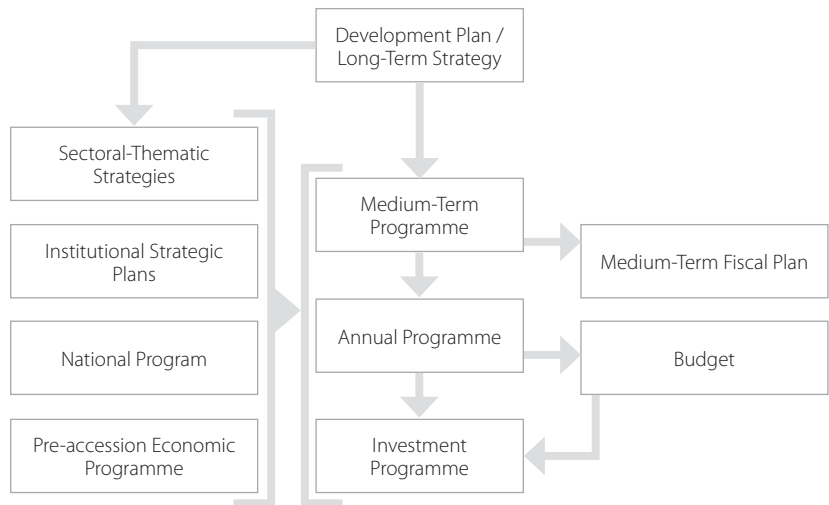 Development Plan /
Long-Term Strategy
Sectoral-Thematic
Strategies
Institutional Strategic
Plans
National Program
Pre-accession Economic
Programme
Medium-Term
Programme
Annual Programme
Investment
Programme
Medium-Term Fiscal Plan
Budget